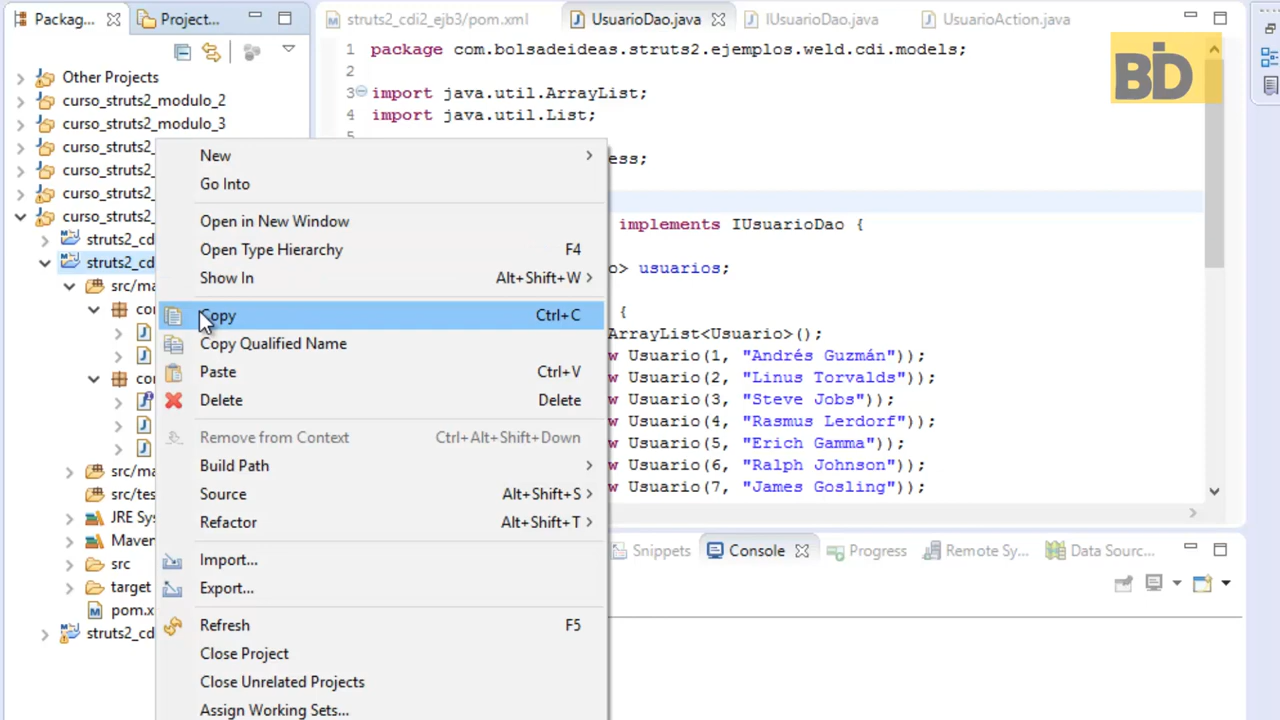 Packag...
Project...
struts2_cdi2_ejb3/pom.xml
UsuarioDao.java
IUsuarioDao.java
UsuarioAction.java
Other Projects
curso_struts2_modulo_2
curso_struts2_modulo_3
curso_struts2_
curso_struts2_
curso_struts2_
curso_struts2_
struts2_cd
struts2_cd
src/ma
co
co
src/ma
src/tes
JRE Sys
Maven
src
target
pom.x
struts2_cd
New
Go Into
Open in New Window
Open Type Hierarchy F4
Show In Alt+Shift+W
Copy Ctrl+C
Copy Qualified Name
Paste Ctrl+V
Delete Delete
Remove from Context Ctrl+Alt+Shift+Down
Build Path
Source Alt+Shift+S
Refactor Alt+Shift+T
Import...
Export...
Refresh F5
Close Project
Close Unrelated Projects
Assign Working Sets...
1 package com.bolsadeideas.struts2.ejemplos.weld.cdi.models;
2
3 import java.util.ArrayList;
4 import java.util.List;
5
ess;
implements IUsuarioDao {
o> usuarios;
{
ArrayList<Usuario>();
w Usuario(1, "Andrés Guzmán"));
w Usuario(2, "Linus Torvalds"));
w Usuario(3, "Steve Jobs"));
w Usuario(4, "Rasmus Lerdorf"));
w Usuario(5, "Erich Gamma"));
w Usuario(6, "Ralph Johnson"));
w Usuario(7, "James Gosling"));
BID
Snippets
Console
Progress
Remote Sy...
Data Sourc...